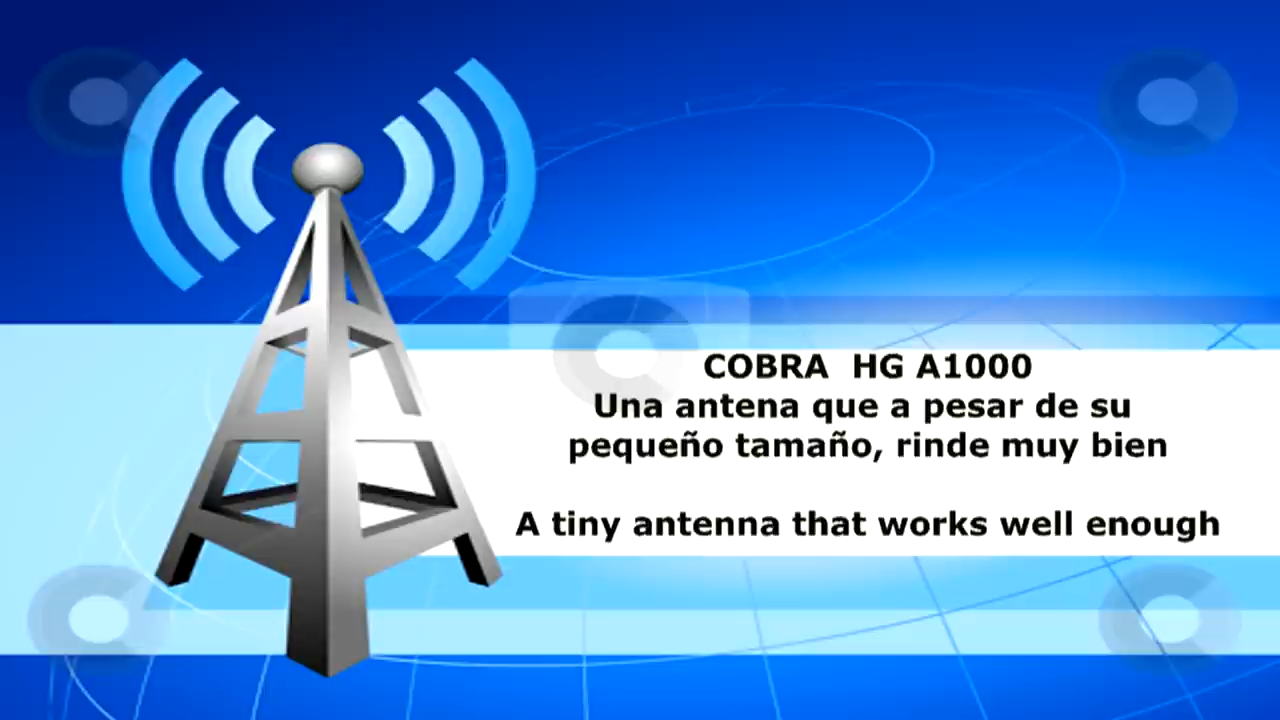 COBRA  HG A1000
Una antena que a pesar de su
pequeño tamaño, rinde muy bien
A tiny antenna that works well enough